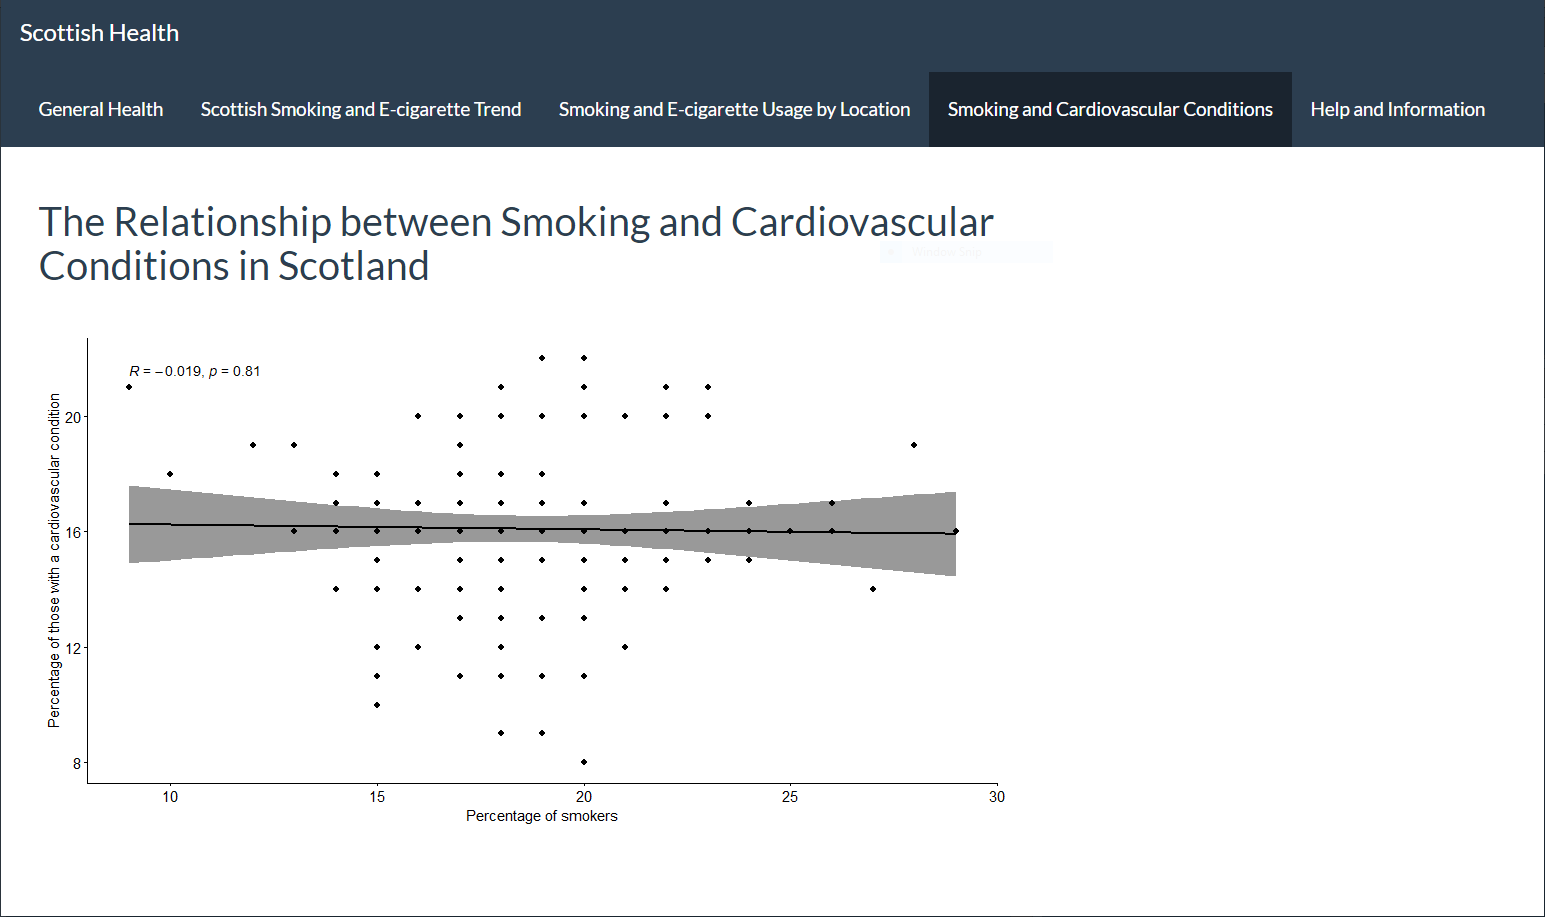 Scottish Health
General Health Scottish Smoking and E-cigarette Trend Smoking and E-cigarette Usage by Location Smoking and Cardiovascular Conditions Help and Information
The Relationship between Smoking and Cardiovascular
Conditions in Scotland
Window Snip
R = −0.019, p = 0.81
Percentage of those with a cardiovascular condition
20
16
12
8
10 15 20 25 30
Percentage of smokers